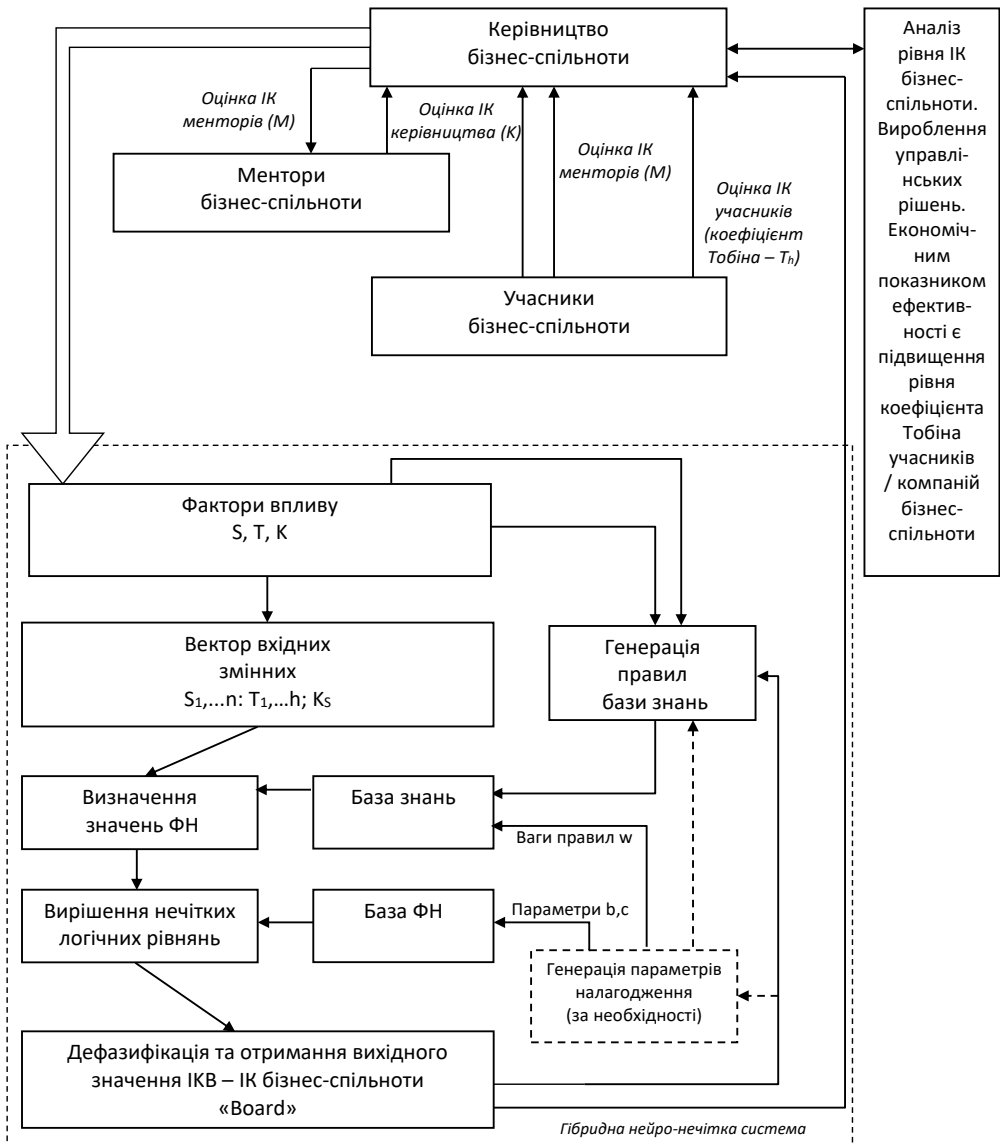 Керівництво
бізнес-спільноти
Аналіз
рівня ІК
бізнес-
спільноти.
Вироблення
управлі-
нських
рішень.
Економіч-
ним
показником
ефектив-
ності є
підвищення
рівня
коефіцієнта
Тобіна
учасників
/ компаній
бізнес-
спільноти
Оцінка ІК
менторів (М)
Оцінка ІК
керівництва (К)
Оцінка ІК
менторів (М)
Оцінка ІК
учасників
(коефіцієнт
Тобіна – Tₕ)
Ментори
бізнес-спільноти
Учасники
бізнес-спільноти
Фактори впливу
S, T, K
Вектор вхідних
змінних
S₁,...n: T₁,...h; Kₛ
Генерація
правил
бази знань
Визначення
значень ФН
База знань
Ваги правил w
Вирішення нечітких
логічних рівнянь
База ФН
Параметри b,c
Генерація параметрів
налагодження
(за необхідності)
Дефазифікація та отримання вихідного
значення ІКВ – ІК бізнес-спільноти
«Board»
Гібридна нейро-нечітка система